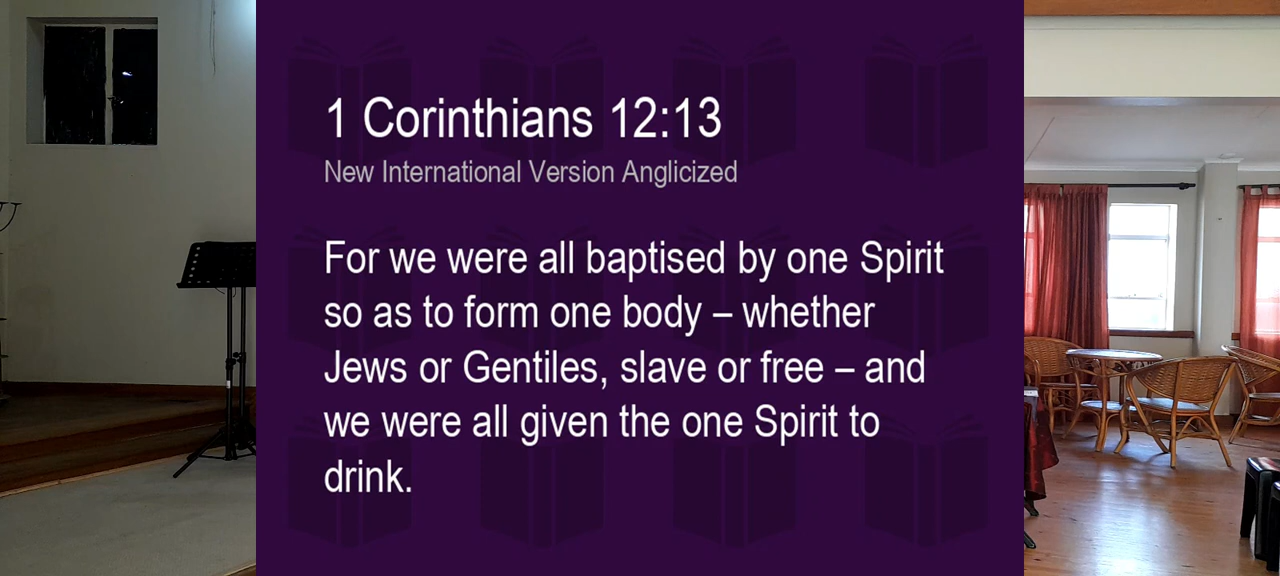 1 Corinthians 12:13
New International Version Anglicized
For we were all baptised by one Spirit
so as to form one body – whether
Jews or Gentiles, slave or free – and
we were all given the one Spirit to
drink.